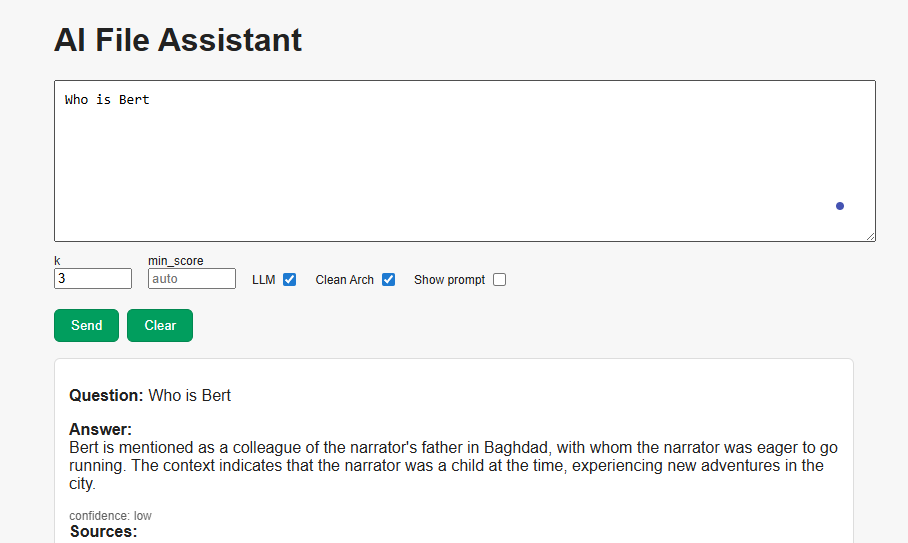 AI File Assistant
Who is Bert
k
min_score
3
auto
LLM
Clean Arch
Show prompt
Send
Clear
Question: Who is Bert
Answer:
Bert is mentioned as a colleague of the narrator's father in Baghdad, with whom the narrator was eager to go
running. The context indicates that the narrator was a child at the time, experiencing new adventures in the
city.
confidence: low
Sources: